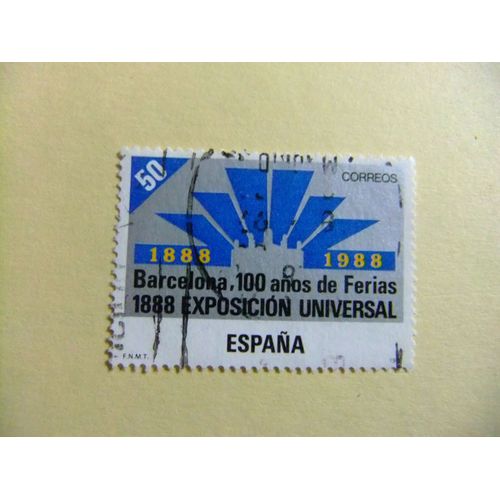 50
CORREOS
1888 1988
Barcelona, 100 años de Ferias
1888 EXPOSICIÓN UNIVERSAL
ESPAÑA
F.N.M.T.